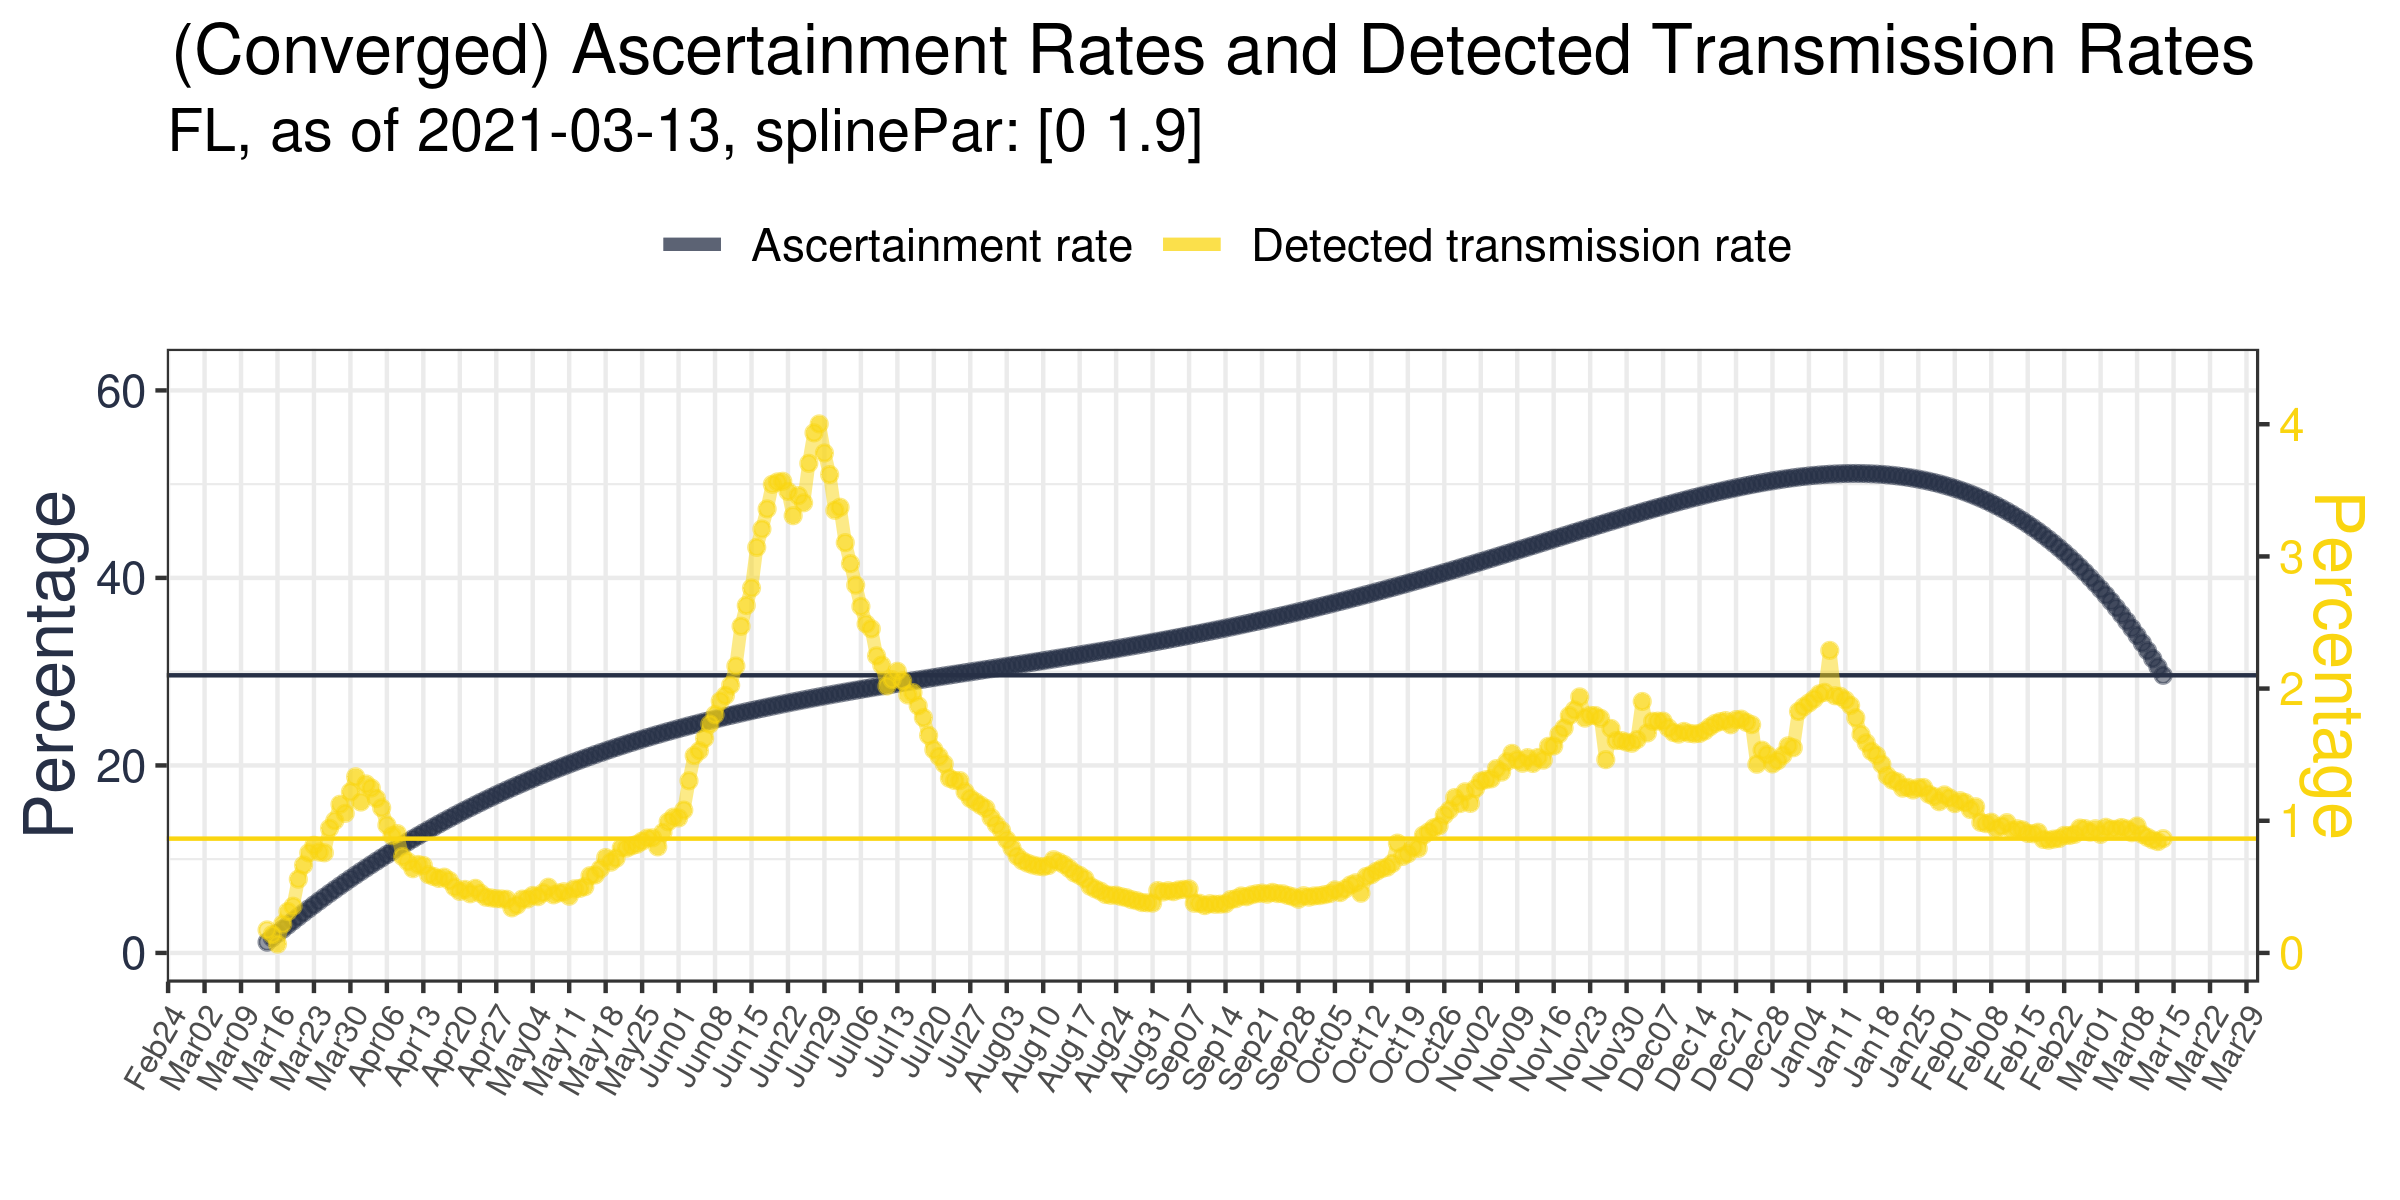 (Converged) Ascertainment Rates and Detected Transmission Rates
FL, as of 2021-03-13, splinePar: [0 1.9]
Ascertainment rate Detected transmission rate
Percentage
60
40
20
0
4
3
2
1
0
Percentage
Feb24 Mar02 Mar09 Mar16 Mar23 Mar30 Apr06 Apr13 Apr20 Apr27 May04 May11 May18 May25 Jun01 Jun08 Jun15 Jun22 Jun29 Jul06 Jul13 Jul20 Jul27 Aug03 Aug10 Aug17 Aug24 Aug31 Sep07 Sep14 Sep21 Sep28 Oct05 Oct12 Oct19 Oct26 Nov02 Nov09 Nov16 Nov23 Nov30 Dec07 Dec14 Dec21 Dec28 Jan04 Jan11 Jan18 Jan25 Feb01 Feb08 Feb15 Feb22 Mar01 Mar08 Mar15 Mar22 Mar29